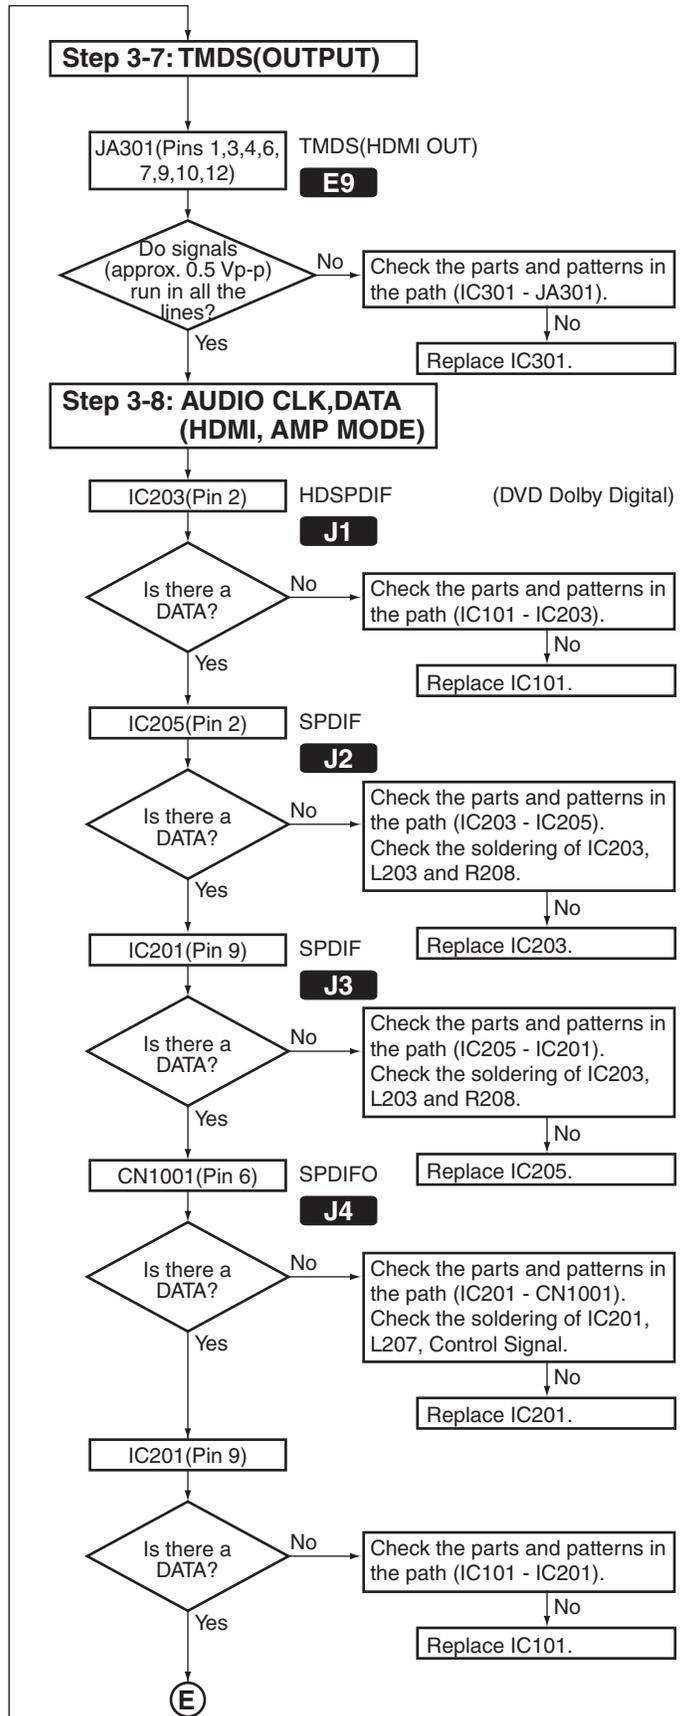 Step 3-7: TMDS(OUTPUT)
JA301(Pins 1,3,4,6,
7,9,10,12)
TMDS(HDMI OUT)
E9
Do signals
(approx. 0.5 Vp-p)
run in all the
lines?
No
Check the parts and patterns in
the path (IC301 - JA301).
No
Replace IC301.
Yes
Step 3-8: AUDIO CLK,DATA
(HDMI, AMP MODE)
IC203(Pin 2)
HDSPDIF
(DVD Dolby Digital)
J1
Is there a
DATA?
No
Check the parts and patterns in
the path (IC101 - IC203).
No
Replace IC101.
Yes
IC205(Pin 2)
SPDIF
J2
Is there a
DATA?
No
Check the parts and patterns in
the path (IC203 - IC205).
Check the soldering of IC203,
L203 and R208.
No
Replace IC203.
Yes
IC201(Pin 9)
SPDIF
J3
Is there a
DATA?
No
Check the parts and patterns in
the path (IC205 - IC201).
Check the soldering of IC203,
L203 and R208.
No
Replace IC205.
Yes
CN1001(Pin 6)
SPDIFO
J4
Is there a
DATA?
No
Check the parts and patterns in
the path (IC201 - CN1001).
Check the soldering of IC201,
L207, Control Signal.
No
Replace IC201.
Yes
IC201(Pin 9)
Is there a
DATA?
No
Check the parts and patterns in
the path (IC101 - IC201).
No
Replace IC101.
Yes
E